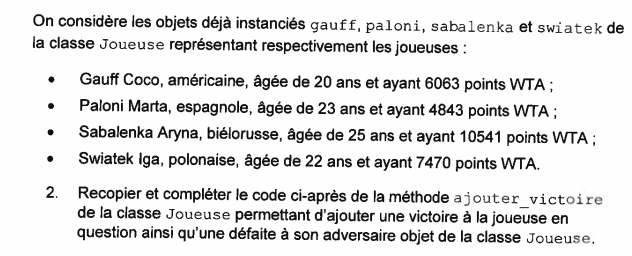 On considère les objets déjà instanciés gauff, paloni, sabalenka et swiatek de
la classe Joueuse représentant respectivement les joueuses :
• Gauff Coco, américaine, âgée de 20 ans et ayant 6063 points WTA ;
• Paloni Marta, espagnole, âgée de 23 ans et ayant 4843 points WTA ;
• Sabalenka Aryna, biélorusse, âgée de 25 ans et ayant 10541 points WTA ;
• Swiatek Iga, polonaise, âgée de 22 ans et ayant 7470 points WTA.
2. Recopier et compléter le code ci-après de la méthode ajouter_victoire
de la classe Joueuse permettant d'ajouter une victoire à la joueuse en
question ainsi qu'une défaite à son adversaire objet de la classe Joueuse.